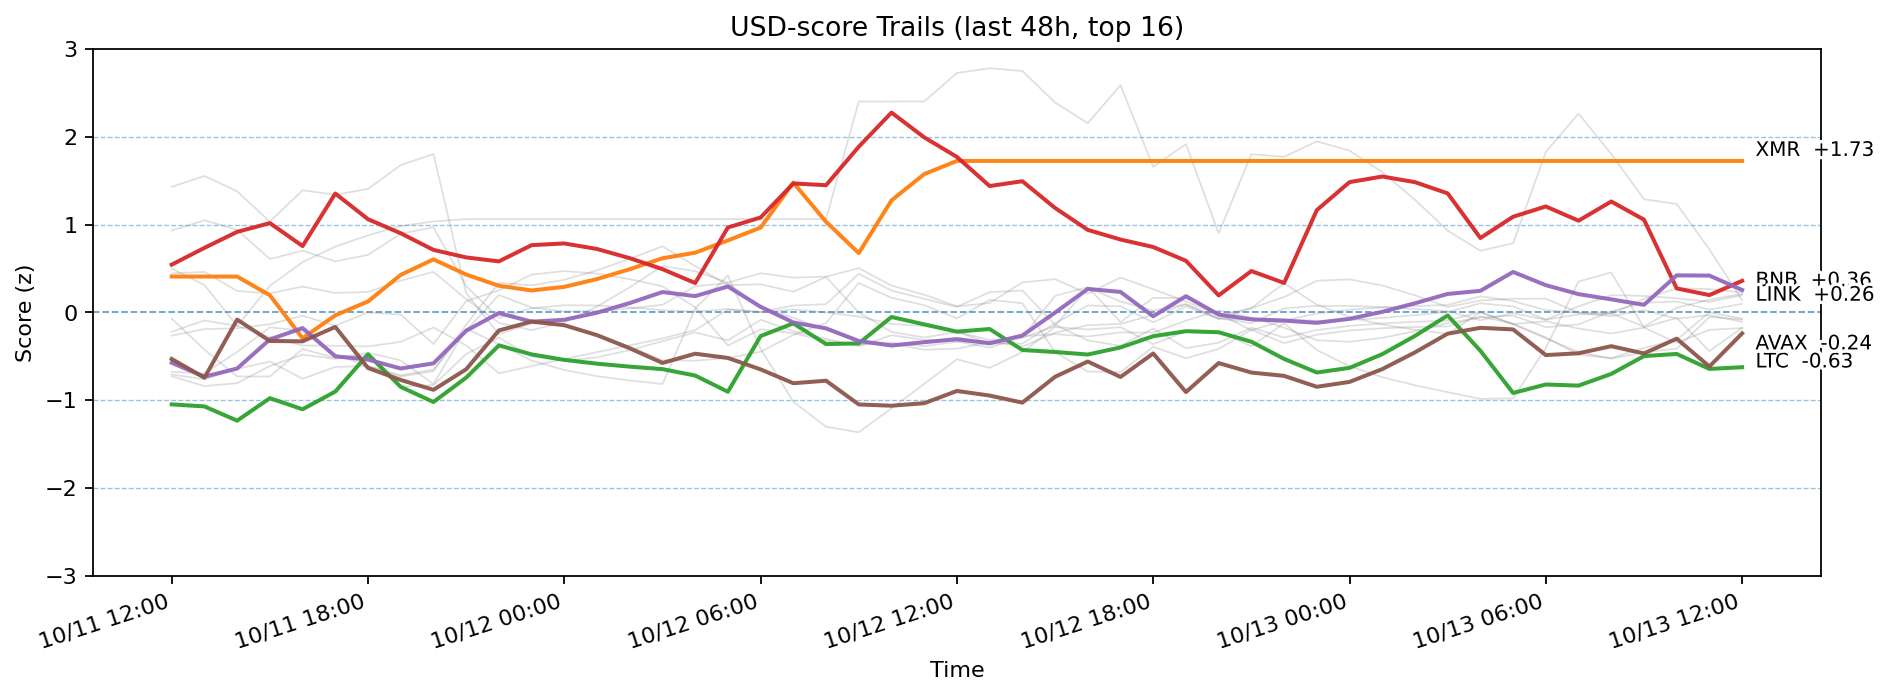 USD-score Trails (last 48h, top 16)
Score (z)
3
2
1
0
−1
−2
−3
XMR +1.73
BNB +0.36
LINK +0.26
AVAX -0.24
LTC -0.63
10/11 12:00
10/11 18:00
10/12 00:00
10/12 06:00
10/12 12:00
10/12 18:00
10/13 00:00
10/13 06:00
10/13 12:00
Time